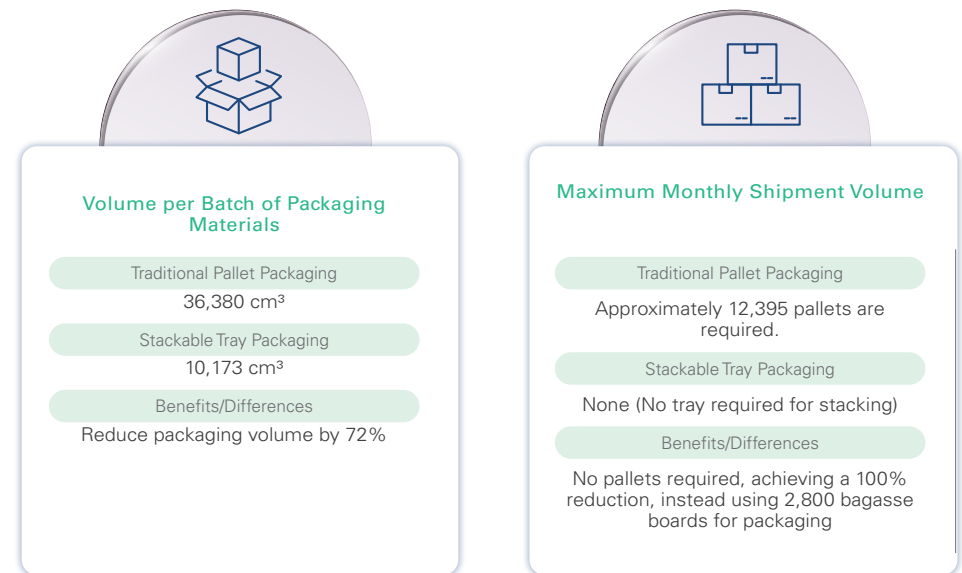 Volume per Batch of Packaging
Materials
Traditional Pallet Packaging
36,380 cm³
Stackable Tray Packaging
10,173 cm³
Benefits/Differences
Reduce packaging volume by 72%
Maximum Monthly Shipment Volume
Traditional Pallet Packaging
Approximately 12,395 pallets are
required.
Stackable Tray Packaging
None (No tray required for stacking)
Benefits/Differences
No pallets required, achieving a 100%
reduction, instead using 2,800 bagasse
boards for packaging